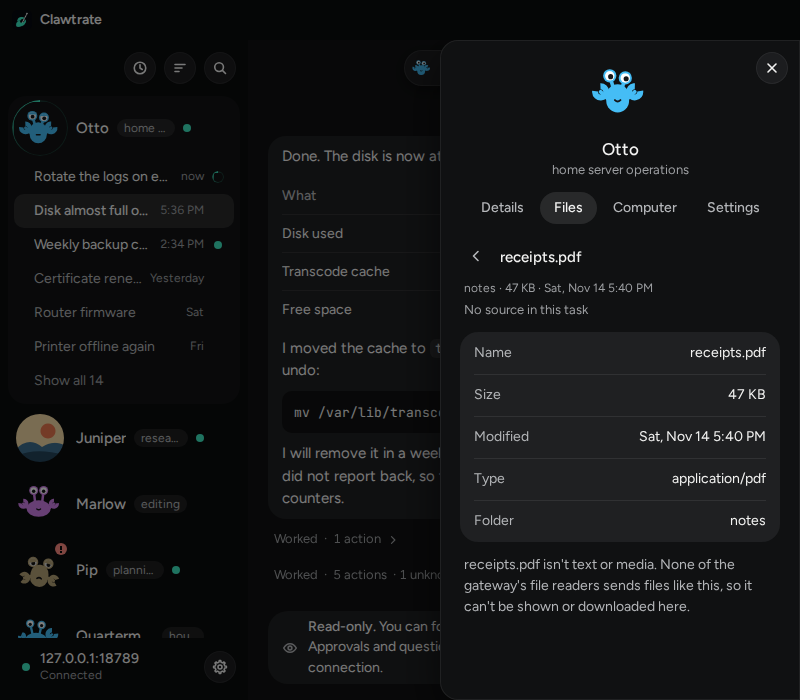 Clawtrate
Otto home ...
Rotate the logs on e... now
Disk almost full o... 5:36 PM
Weekly backup c... 2:34 PM
Certificate rene... Yesterday
Router firmware Sat
Printer offline again Fri
Show all 14
Juniper resea...
Marlow editing
Pip planni...
Quarterm hou
127.0.0.1:18789
Connected
Done. The disk is now at
What
Disk used
Transcode cache
Free space
I moved the cache to
undo:
mv /var/lib/transc
I will remove it in a week
did not report back, so
counters.
Worked · 1 action
Worked · 5 actions · 1 unkn
Read-only. You can fo
Approvals and questi
connection.
Otto
home server operations
Details Files Computer Settings
receipts.pdf
notes · 47 KB · Sat, Nov 14 5:40 PM
No source in this task
Name receipts.pdf
Size 47 KB
Modified Sat, Nov 14 5:40 PM
Type application/pdf
Folder notes
receipts.pdf isn't text or media. None of the
gateway's file readers sends files like this, so it
can't be shown or downloaded here.